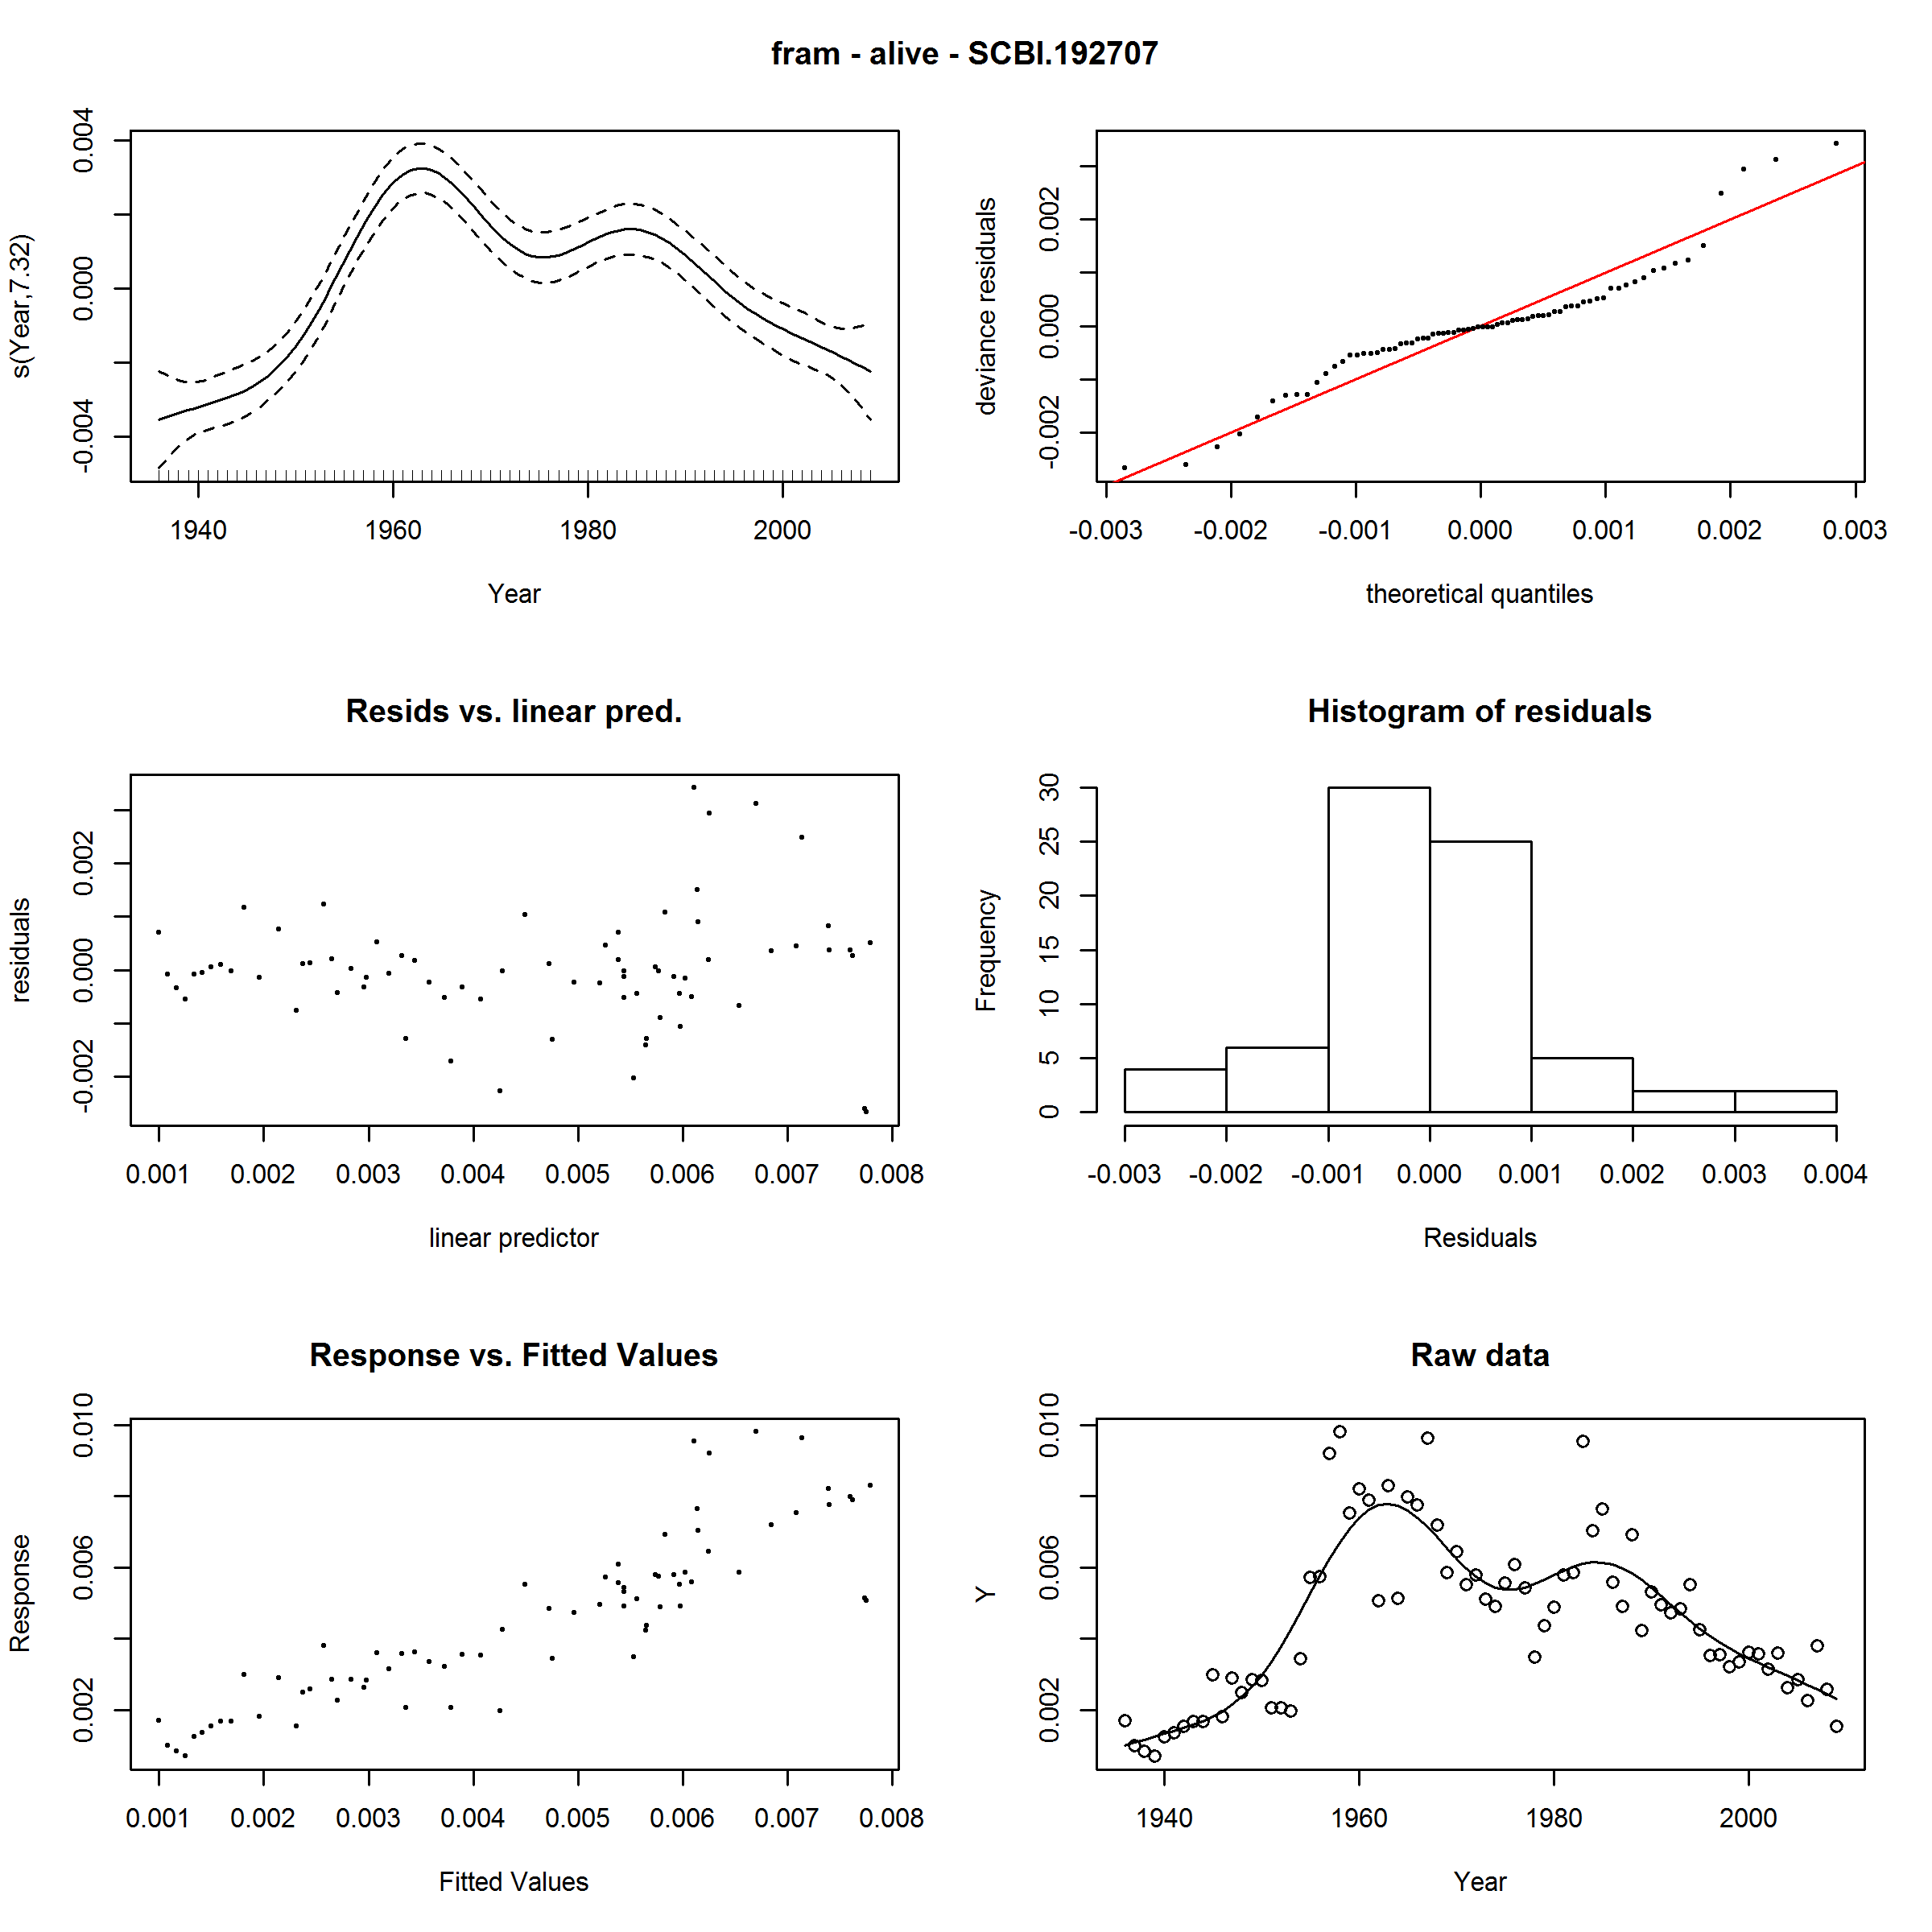 fram - alive - SCBI.192707
s(Year,7.32)
-0.004 0.000 0.004
1940 1960 1980 2000
Year
deviance residuals
-0.002 0.000 0.002
-0.003 -0.002 -0.001 0.000 0.001 0.002 0.003
theoretical quantiles
Resids vs. linear pred.
residuals
-0.002 0.000 0.002
0.001 0.002 0.003 0.004 0.005 0.006 0.007 0.008
linear predictor
Histogram of residuals
Frequency
0 5 10 15 20 25 30
-0.003 -0.002 -0.001 0.000 0.001 0.002 0.003 0.004
Residuals
Response vs. Fitted Values
Response
0.002 0.006 0.010
0.001 0.002 0.003 0.004 0.005 0.006 0.007 0.008
Fitted Values
Raw data
Y
0.002 0.006 0.010
1940 1960 1980 2000
Year